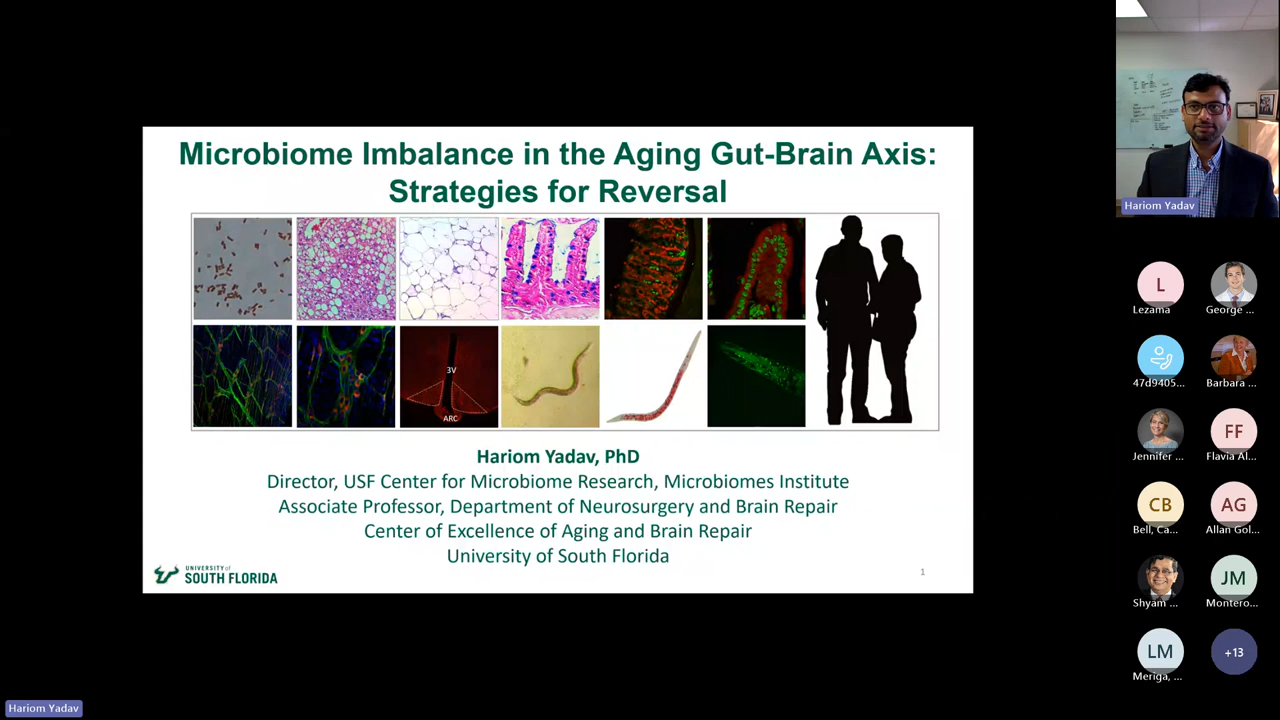 Microbiome Imbalance in the Aging Gut-Brain Axis:
Strategies for Reversal
3V
ARC
Hariom Yadav, PhD
Director, USF Center for Microbiome Research, Microbiomes Institute
Associate Professor, Department of Neurosurgery and Brain Repair
Center of Excellence of Aging and Brain Repair
University of South Florida
UNIVERSITY of
SOUTH FLORIDA
1
Hariom Yadav
L
Lezama
George ...
47d9405...
Barbara ...
Jennifer ...
FF
Flavia Al...
CB
Bell, Ca...
AG
Allan Gol...
Shyam ...
JM
Montero...
LM
Meriga, ...
+13
Hariom Yadav